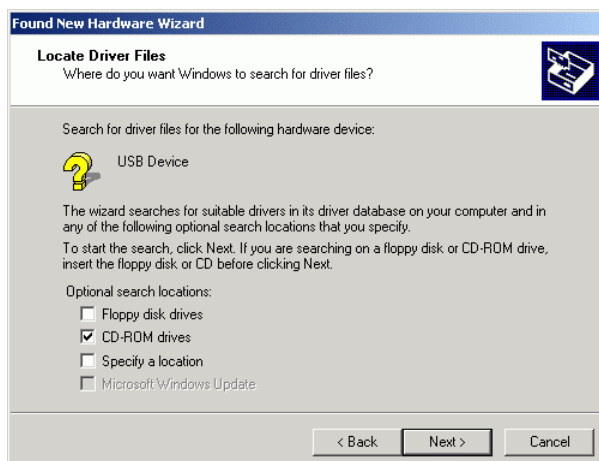 Found New Hardware Wizard
Locate Driver Files
Where do you want Windows to search for driver files?
Search for driver files for the following hardware device:
USB Device
The wizard searches for suitable drivers in its driver database on your computer and in
any of the following optional search locations that you specify.
To start the search, click Next. If you are searching on a floppy disk or CD-ROM drive,
insert the floppy disk or CD before clicking Next.
Optional search locations:
Floppy disk drives
CD-ROM drives
Specify a location
Microsoft Windows Update
< Back Next > Cancel